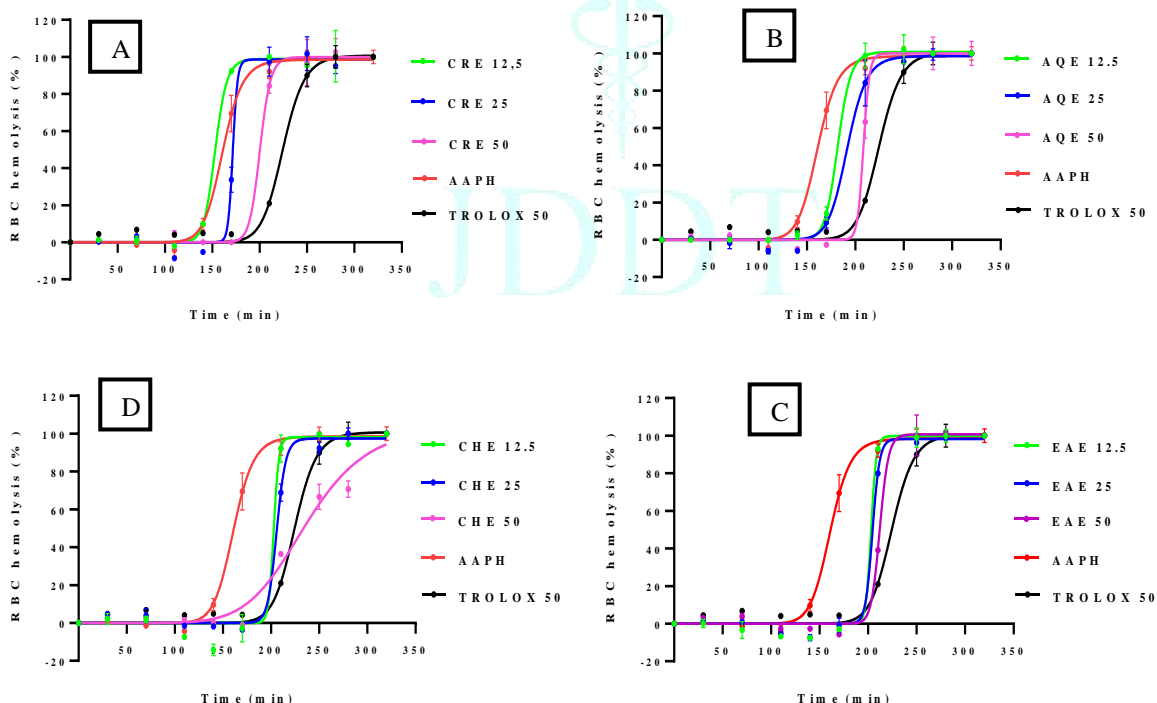 A
RBC hemolysis (%)
120
100
80
60
40
20
0
-20
50
100
150
200
250
300
350
Time (min)
CRE 12,5
CRE 25
CRE 50
AAPH
TROLOX 50
B
RBC hemolysis (%)
120
100
80
60
40
20
0
-20
50
100
150
200
250
300
350
Time (min)
AQE 12.5
AQE 25
AQE 50
AAPH
TROLOX 50
JDDT
D
RBC hemolysis (%)
120
100
80
60
40
20
0
-20
50
100
150
200
250
300
350
Time (min)
CHE 12.5
CHE 25
CHE 50
AAPH
TROLOX 50
C
RBC hemolysis (%)
120
100
80
60
40
20
0
-20
50
100
150
200
250
300
350
Time (min)
EAE 12.5
EAE 25
EAE 50
AAPH
TROLOX 50